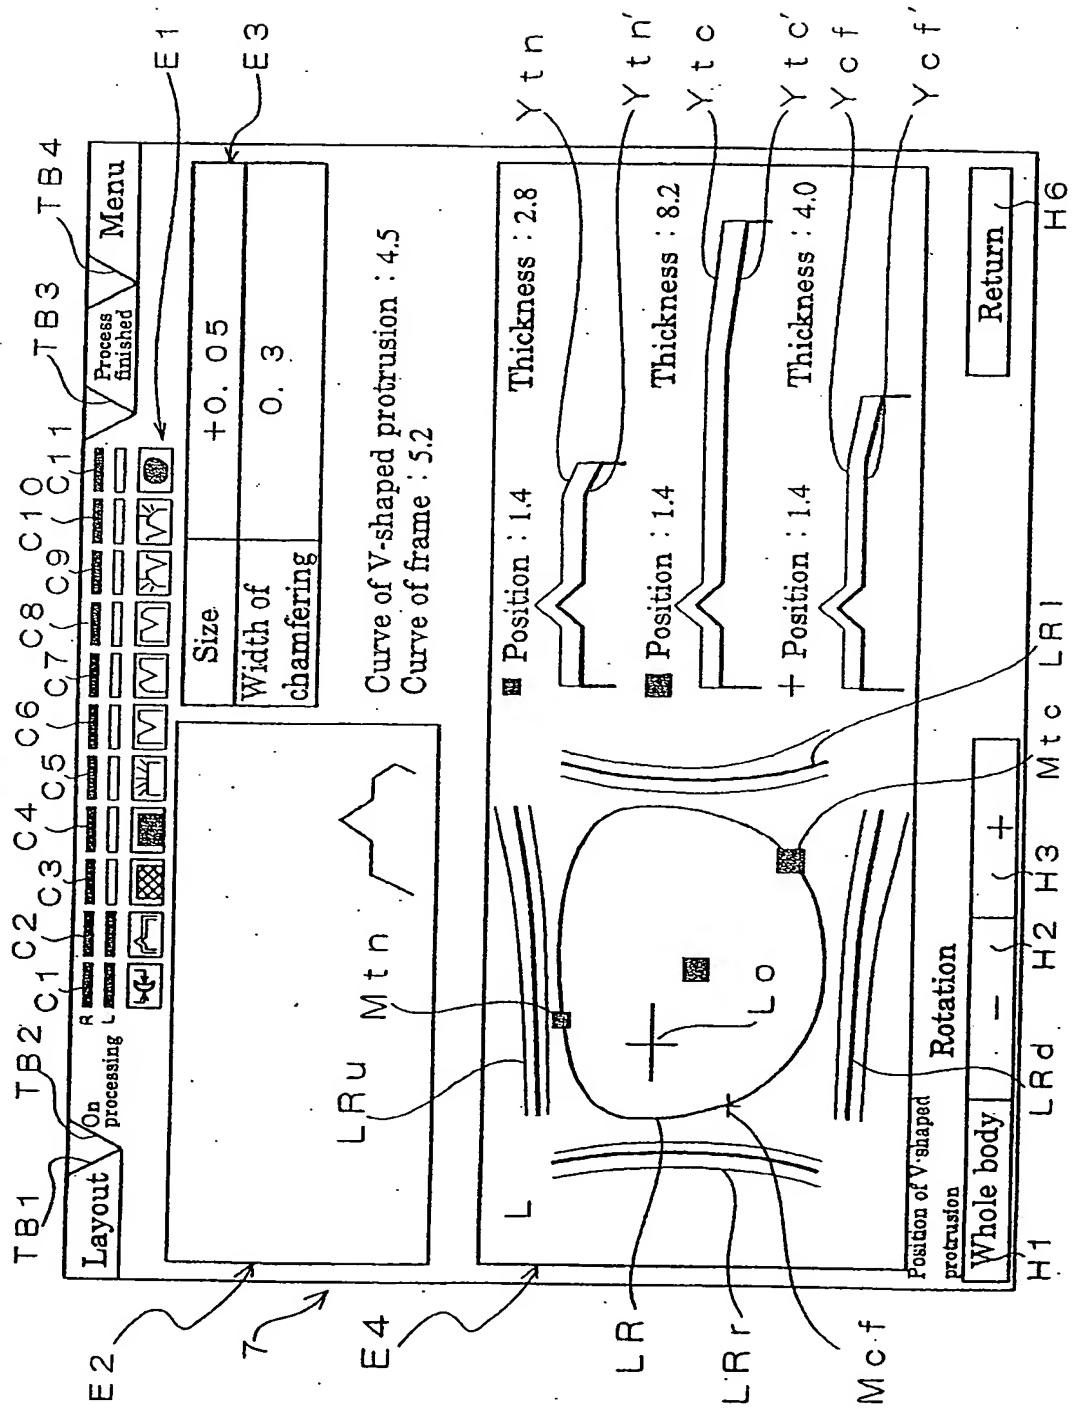 TB1
TB2
C1
C2
C3
C4
C5
C6
C7
C8
C9
C10
C11
TB3
TB4
E1
E3
Layout
On
processing
R
L
Process
finished
Menu
E2
7
E4
Size
+0. 05
Width of
chamfering
0. 3
Curve of V-shaped protrusion : 4.5
Curve of frame : 5.2
LRu
Mtn
L
Lo
Position : 1.4
Thickness : 2.8
Position : 1.4
Thickness : 8.2
Position : 1.4
Thickness : 4.0
Ytn
Ytn'
Ytc
Ytc'
Ycf
Ycf'
LR
LRr
Mcf
Position of V-shaped
protrusion
Rotation
Whole body
−
+
Return
H1
LRd
H2
H3
Mtc
LRl
H6